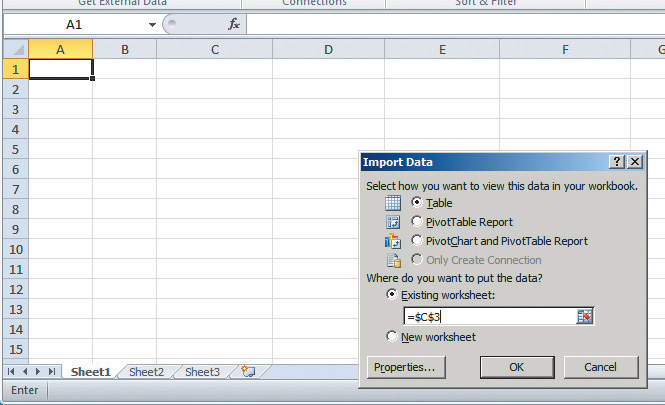 Get External Data Connections Sort & Filter
A1 fx
A B C D E F G
1
2
3
4
5
6
7
8
9
10
11
12
13
14
15
Import Data
Select how you want to view this data in your workbook.
Table
PivotTable Report
PivotChart and PivotTable Report
Only Create Connection
Where do you want to put the data?
Existing worksheet:
=$C$3
New worksheet
Properties... OK Cancel
Sheet1 Sheet2 Sheet3
Enter